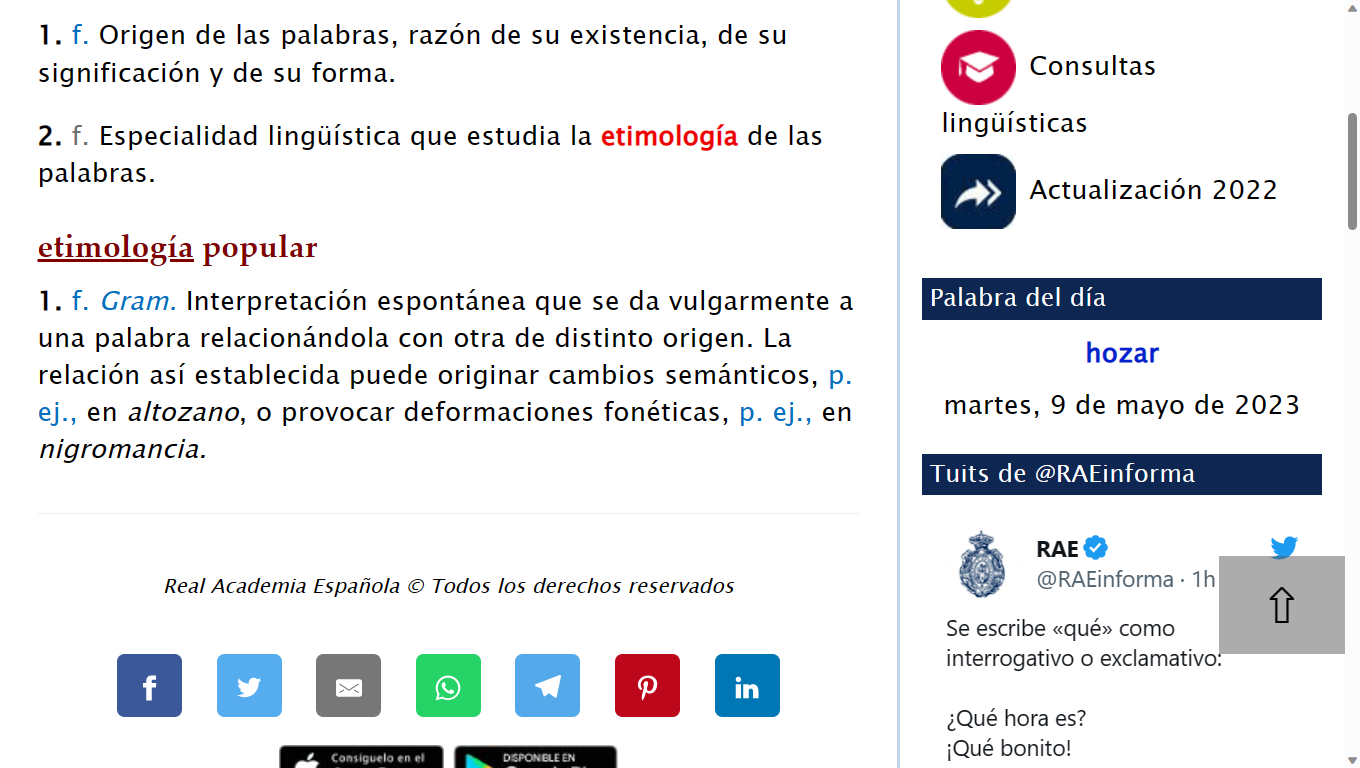 1. f. Origen de las palabras, razón de su existencia, de su
significación y de su forma.
2. f. Especialidad lingüística que estudia la etimología de las
palabras.
etimología popular
1. f. Gram. Interpretación espontánea que se da vulgarmente a
una palabra relacionándola con otra de distinto origen. La
relación así establecida puede originar cambios semánticos, p.
ej., en altozano, o provocar deformaciones fonéticas, p. ej., en
nigromancia.
Real Academia Española © Todos los derechos reservados
Consíguelo en el
DISPONIBLE EN
Consultas
lingüísticas
Actualización 2022
Palabra del día
hozar
martes, 9 de mayo de 2023
Tuits de @RAEinforma
RAE
@RAEinforma · 1h
Se escribe «qué» como
interrogativo o exclamativo:
¿Qué hora es?
¡Qué bonito!